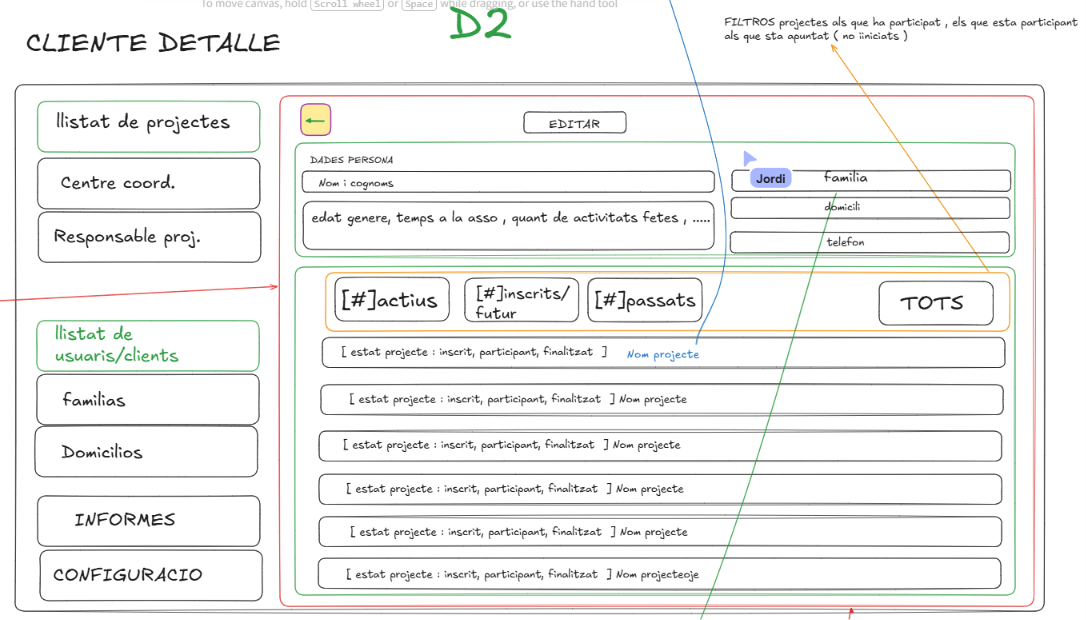 To move canvas, hold Scroll wheel or Space while dragging, or use the hand tool
D2
CLIENTE DETALLE
FILTROS projectes als que ha participat , els que esta participant
als que sta apuntat ( no iiniciats )
llistat de projectes
Centre coord.
Responsable proj.
llistat de
usuaris/clients
familias
Domicilios
INFORMES
CONFIGURACIO
←
EDITAR
DADES PERSONA
Nom i cognoms
edat genere, temps a la asso , quant de activitats fetes , .....
Jordi
familia
domicili
telefon
[#]actius
[#]inscrits/
futur
[#]passats
TOTS
[ estat projecte : inscrit, participant, finalitzat ] Nom projecte
[ estat projecte : inscrit, participant, finalitzat ] Nom projecte
[ estat projecte : inscrit, participant, finalitzat ] Nom projecte
[ estat projecte : inscrit, participant, finalitzat ] Nom projecte
[ estat projecte : inscrit, participant, finalitzat ] Nom projecte
[ estat projecte : inscrit, participant, finalitzat ] Nom projecteoje